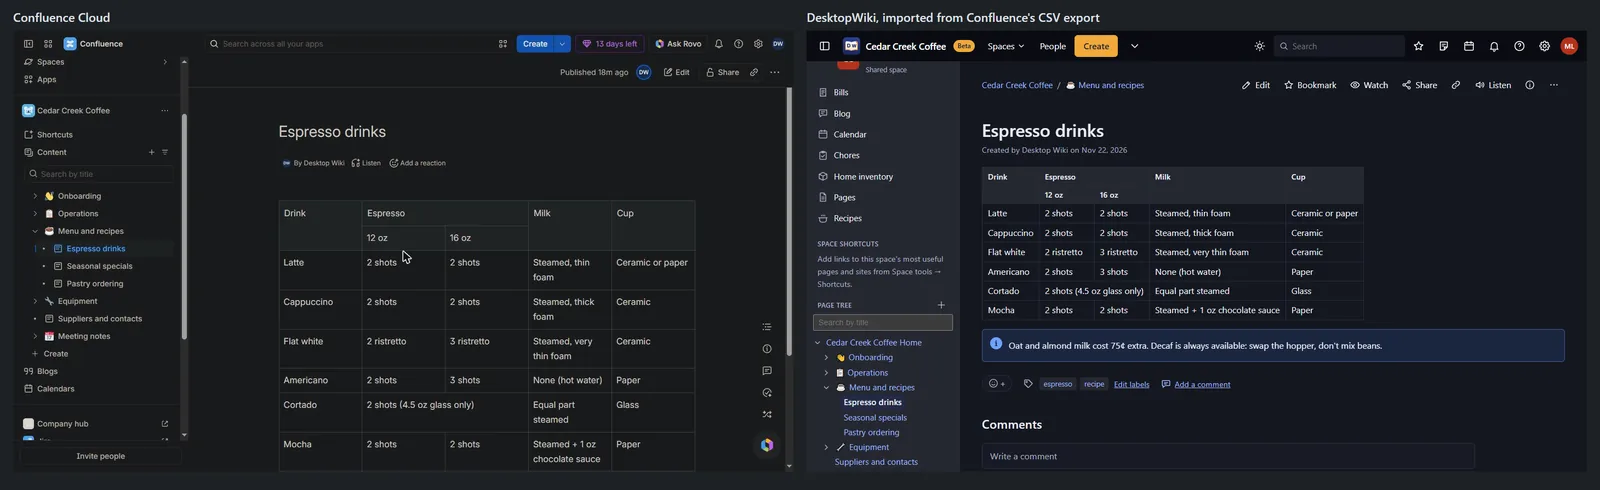 Confluence Cloud
Confluence
Search across all your apps
Create
13 days left
Ask Rovo
DW
Spaces
Apps
Published 18m ago
DW
Edit
Share
Cedar Creek Coffee
Shortcuts
Content
Search by title
Onboarding
Operations
Menu and recipes
Espresso drinks
Seasonal specials
Pastry ordering
Equipment
Suppliers and contacts
Meeting notes
Create
Blogs
Calendars
Company hub
Invite people
Espresso drinks
By Desktop Wiki Listen Add a reaction
Drink Espresso Milk Cup
12 oz 16 oz
Latte 2 shots 2 shots Steamed, thin foam Ceramic or paper
Cappuccino 2 shots 2 shots Steamed, thick foam Ceramic
Flat white 2 ristretto 3 ristretto Steamed, very thin foam Ceramic
Americano 2 shots 3 shots None (hot water) Paper
Cortado 2 shots (4.5 oz glass only) Equal part steamed Glass
Mocha 2 shots 2 shots Steamed + 1 oz chocolate sauce Paper
DesktopWiki, imported from Confluence's CSV export
DW
Cedar Creek Coffee Beta Spaces People Create
Search
ML
Shared space
Bills
Blog
Calendar
Chores
Home inventory
Pages
Recipes
SPACE SHORTCUTS
Add links to this space's most useful
pages and sites from Space tools →
Shortcuts.
PAGE TREE +
Search by title
Cedar Creek Coffee Home
Onboarding
Operations
Menu and recipes
Espresso drinks
Seasonal specials
Pastry ordering
Equipment
Suppliers and contacts
Cedar Creek Coffee / Menu and recipes
Edit Bookmark Watch Share Listen
Espresso drinks
Created by Desktop Wiki on Nov 22, 2026
Drink Espresso Milk Cup
12 oz 16 oz
Latte 2 shots 2 shots Steamed, thin foam Ceramic or paper
Cappuccino 2 shots 2 shots Steamed, thick foam Ceramic
Flat white 2 ristretto 3 ristretto Steamed, very thin foam Ceramic
Americano 2 shots 3 shots None (hot water) Paper
Cortado 2 shots (4.5 oz glass only) Equal part steamed Glass
Mocha 2 shots 2 shots Steamed + 1 oz chocolate sauce Paper
Oat and almond milk cost 75¢ extra. Decaf is always available: swap the hopper, don't mix beans.
espresso recipe Edit labels Add a comment
Comments
Write a comment